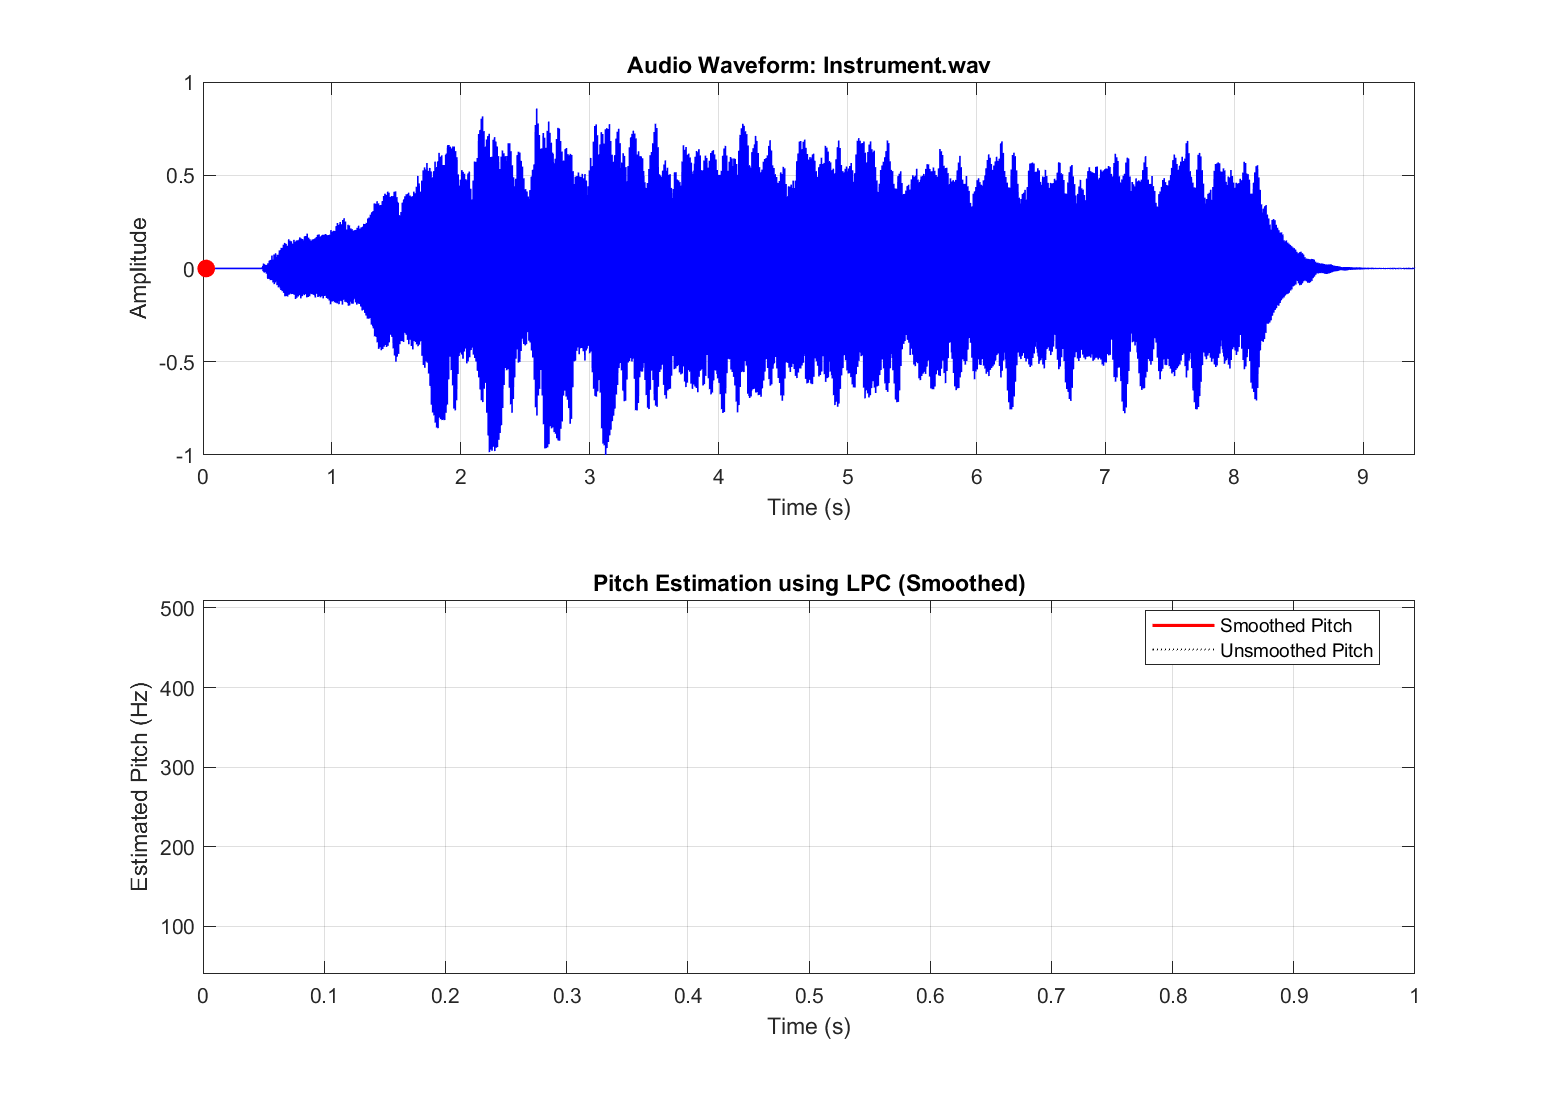 Audio Waveform: Instrument.wav
1
0.5
0
-0.5
-1
Amplitude
0 1 2 3 4 5 6 7 8 9
Time (s)
Pitch Estimation using LPC (Smoothed)
500
400
300
200
100
Estimated Pitch (Hz)
Smoothed Pitch
Unsmoothed Pitch
0 0.1 0.2 0.3 0.4 0.5 0.6 0.7 0.8 0.9 1
Time (s)